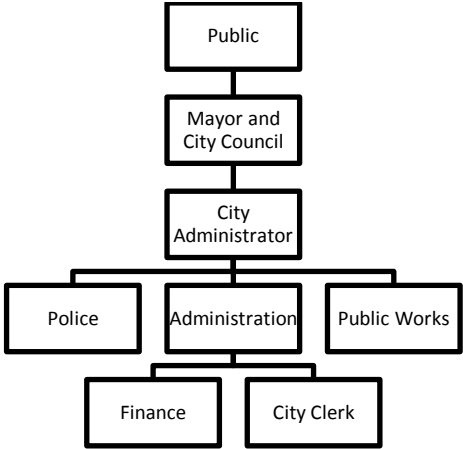 Public
Mayor and
City Council
City
Administrator
Police
Administration
Public Works
Finance
City Clerk